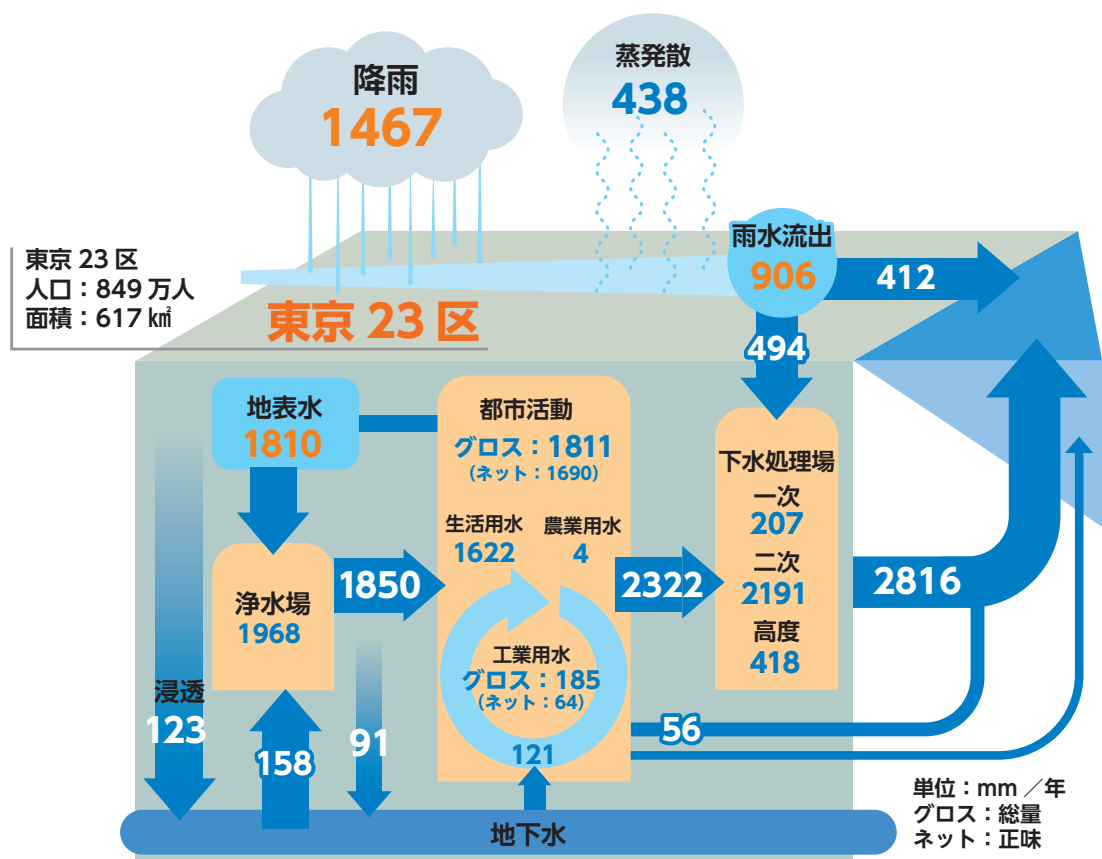 降雨
1467
蒸発散
438
雨水流出
906
412
494
東京 23 区
人口：849 万人
面積：617 ㎢
東京 23 区
地表水
1810
都市活動
グロス：1811
（ネット：1690）
生活用水
1622
農業用水
4
工業用水
グロス：185
（ネット：64）
121
浄水場
1968
1850
2322
下水処理場
一次
207
二次
2191
高度
418
2816
浸透
123
158
91
56
地下水
単位：mm ／年
グロス：総量
ネット：正味